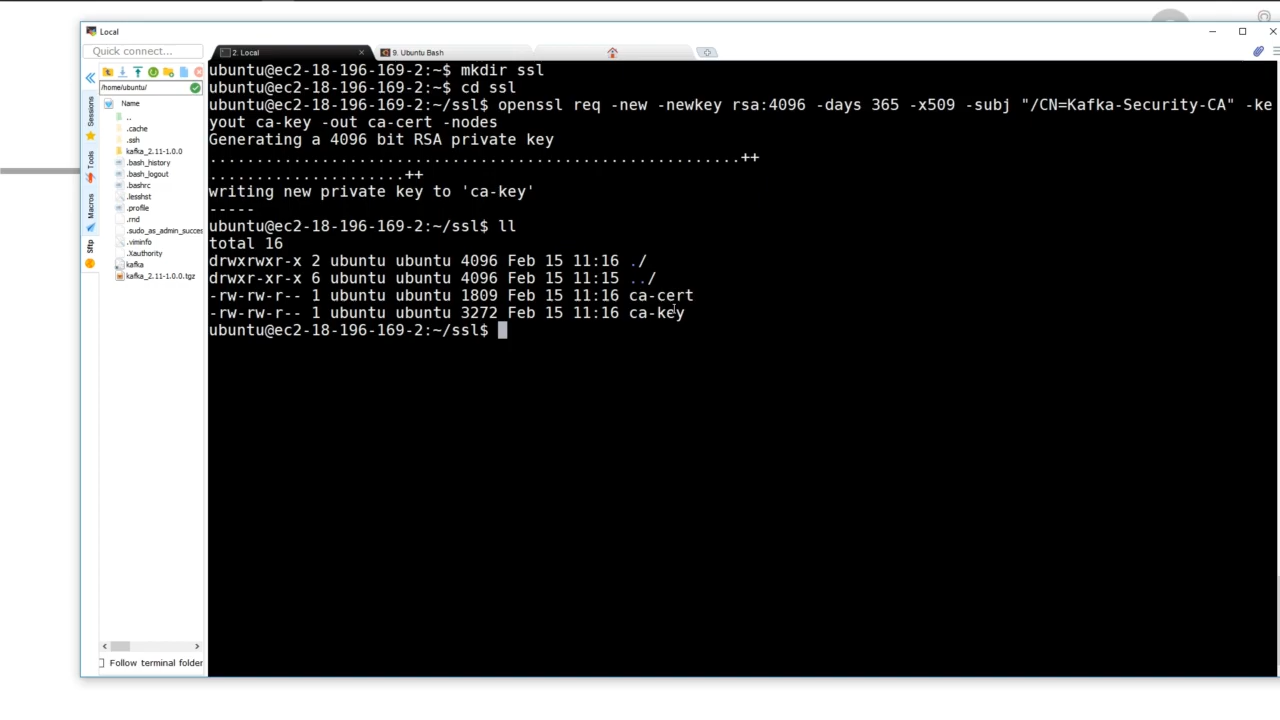 Local
Quick connect...
2. Local
9. Ubuntu Bash
/home/ubuntu/
Name
..
.cache
.ssh
kafka_2.11-1.0.0
.bash_history
.bash_logout
.bashrc
.lesshst
.profile
.rnd
.sudo_as_admin_succes
.viminfo
.Xauthority
kafka
kafka_2.11-1.0.0.tgz
Follow terminal folder
Sessions
Tools
Macros
Sftp
ubuntu@ec2-18-196-169-2:~$ mkdir ssl
ubuntu@ec2-18-196-169-2:~$ cd ssl
ubuntu@ec2-18-196-169-2:~/ssl$ openssl req -new -newkey rsa:4096 -days 365 -x509 -subj "/CN=Kafka-Security-CA" -ke
yout ca-key -out ca-cert -nodes
Generating a 4096 bit RSA private key
.........................................................++
.....................++
writing new private key to 'ca-key'
-----
ubuntu@ec2-18-196-169-2:~/ssl$ ll
total 16
drwxrwxr-x 2 ubuntu ubuntu 4096 Feb 15 11:16 ./
drwxr-xr-x 6 ubuntu ubuntu 4096 Feb 15 11:15 ../
-rw-rw-r-- 1 ubuntu ubuntu 1809 Feb 15 11:16 ca-cert
-rw-rw-r-- 1 ubuntu ubuntu 3272 Feb 15 11:16 ca-key
ubuntu@ec2-18-196-169-2:~/ssl$